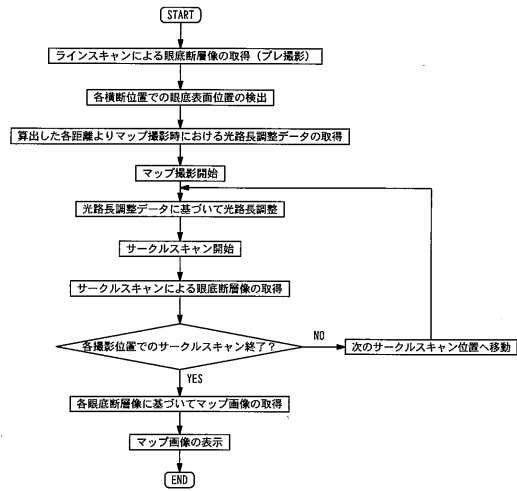 START
ラインスキャンによる眼底断層像の取得（プレ撮影）
各横断位置での眼底表面位置の検出
算出した各距離よりマップ撮影時における光路長調整データの取得
マップ撮影開始
光路長調整データに基づいて光路長調整
サークルスキャン開始
サークルスキャンによる眼底断層像の取得
各撮影位置でのサークルスキャン終了？
NO
次のサークルスキャン位置へ移動
YES
各眼底断層像に基づいてマップ画像の取得
マップ画像の表示
END